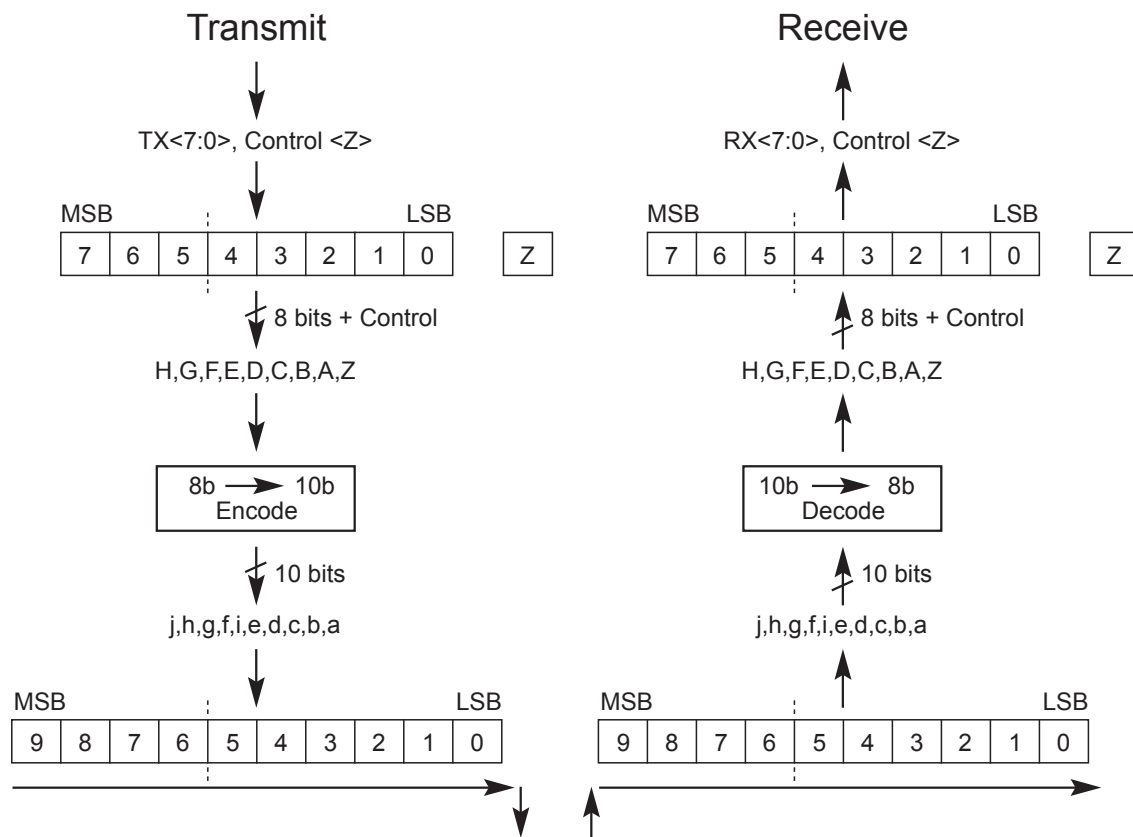 Transmit
TX<7:0>, Control <Z>
MSB LSB
7 6 5 4 3 2 1 0 Z
8 bits + Control
H,G,F,E,D,C,B,A,Z
8b 10b
Encode
10 bits
j,h,g,f,i,e,d,c,b,a
MSB LSB
9 8 7 6 5 4 3 2 1 0
Receive
RX<7:0>, Control <Z>
MSB LSB
7 6 5 4 3 2 1 0 Z
8 bits + Control
H,G,F,E,D,C,B,A,Z
10b 8b
Decode
10 bits
j,h,g,f,i,e,d,c,b,a
MSB LSB
9 8 7 6 5 4 3 2 1 0